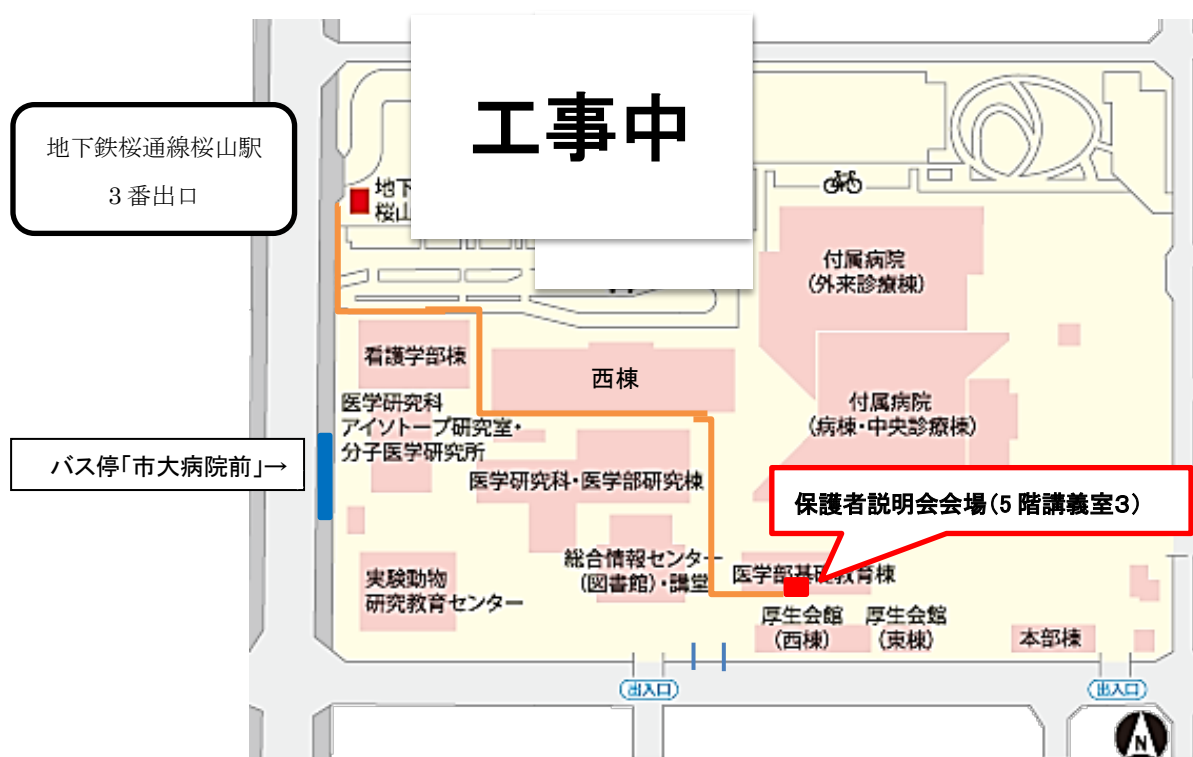 工事中
地下鉄桜通線桜山駅
3番出口
地下
桜山
付属病院
(外来診療棟)
看護学部棟
西棟
医学研究科
アイソトープ研究室・
分子医学研究所
付属病院
(病棟・中央診療棟)
バス停「市大病院前」→
医学研究科・医学部研究棟
保護者説明会会場(5階講義室3)
総合情報センター
(図書館)・講堂
医学部基礎教育棟
実験動物
研究教育センター
厚生会館
(西棟)
厚生会館
(東棟)
本部棟
出入口
出入口
N